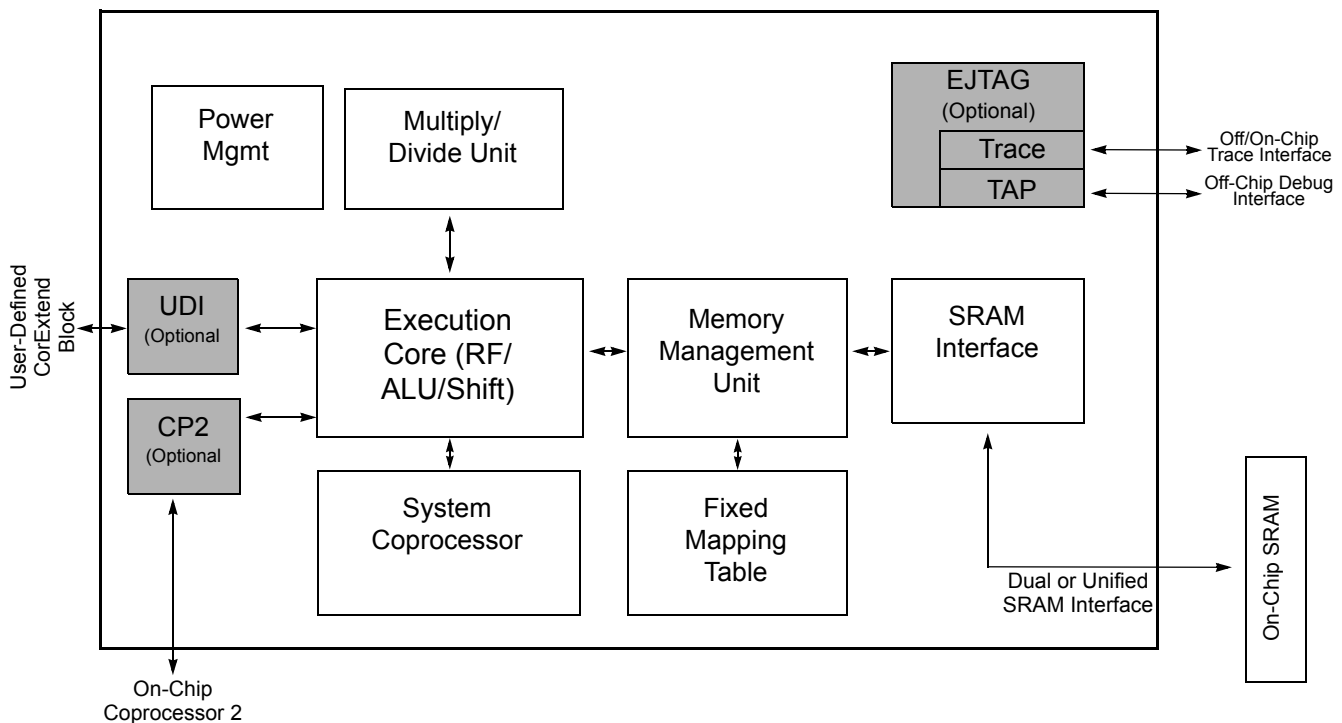 Power
Mgmt
Multiply/
Divide Unit
EJTAG
(Optional)
Trace
TAP
Off/On-Chip
Trace Interface
Off-Chip Debug
Interface
User-Defined
CorExtend
Block
UDI
(Optional
Execution
Core (RF/
ALU/Shift)
Memory
Management
Unit
SRAM
Interface
CP2
(Optional
System
Coprocessor
Fixed
Mapping
Table
Dual or Unified
SRAM Interface
On-Chip SRAM
On-Chip
Coprocessor 2